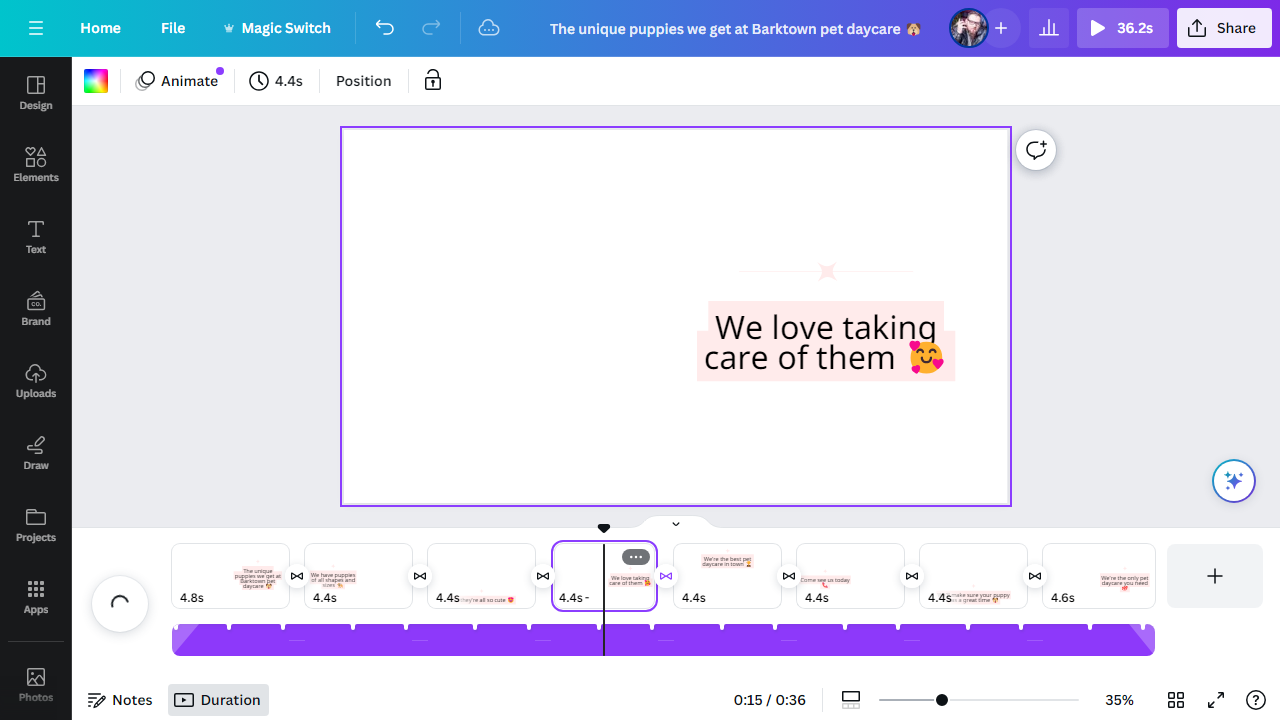 Home
File
Magic Switch
The unique puppies we get at Barktown pet daycare 🙈
36.2s
Share
Animate
4.4s
Position
Design
Elements
Text
CO.
Brand
Uploads
Draw
Projects
Apps
Photos
We love taking
care of them 🥰
The unique
puppies we get at
Barktown pet
daycare
4.8s
We have puppies
of all shapes and
sizes
4.4s
They're all so cute
4.4s
We love taking
care of them 🥰
4.4s -
We're the best pet
daycare in town
4.4s
Come see us today
4.4s
make sure your puppy
has a great time
4.4s
We're the only pet
daycare you need
4.6s
Notes
Duration
0:15 / 0:36
35%